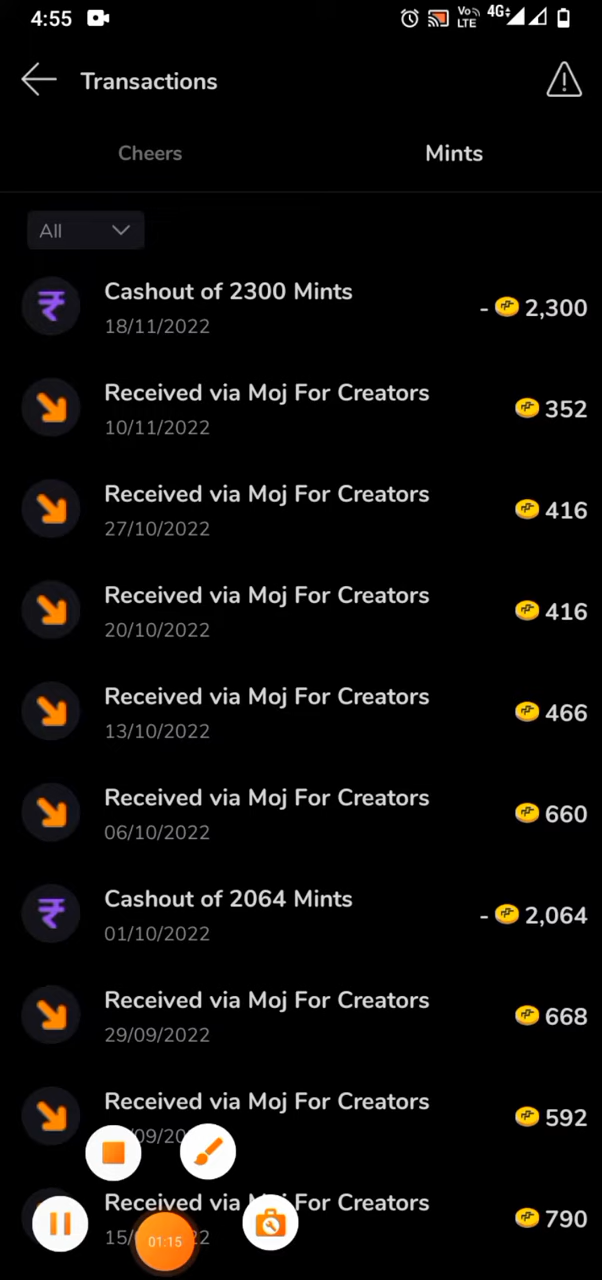 4:55
Vo
LTE
4G
Transactions
Cheers
Mints
All
Cashout of 2300 Mints
- 2,300
18/11/2022
Received via Moj For Creators
352
10/11/2022
Received via Moj For Creators
416
27/10/2022
Received via Moj For Creators
416
20/10/2022
Received via Moj For Creators
466
13/10/2022
Received via Moj For Creators
660
06/10/2022
Cashout of 2064 Mints
- 2,064
01/10/2022
Received via Moj For Creators
668
29/09/2022
Received via Moj For Creators
592
Received via Moj For Creators
790
01:15